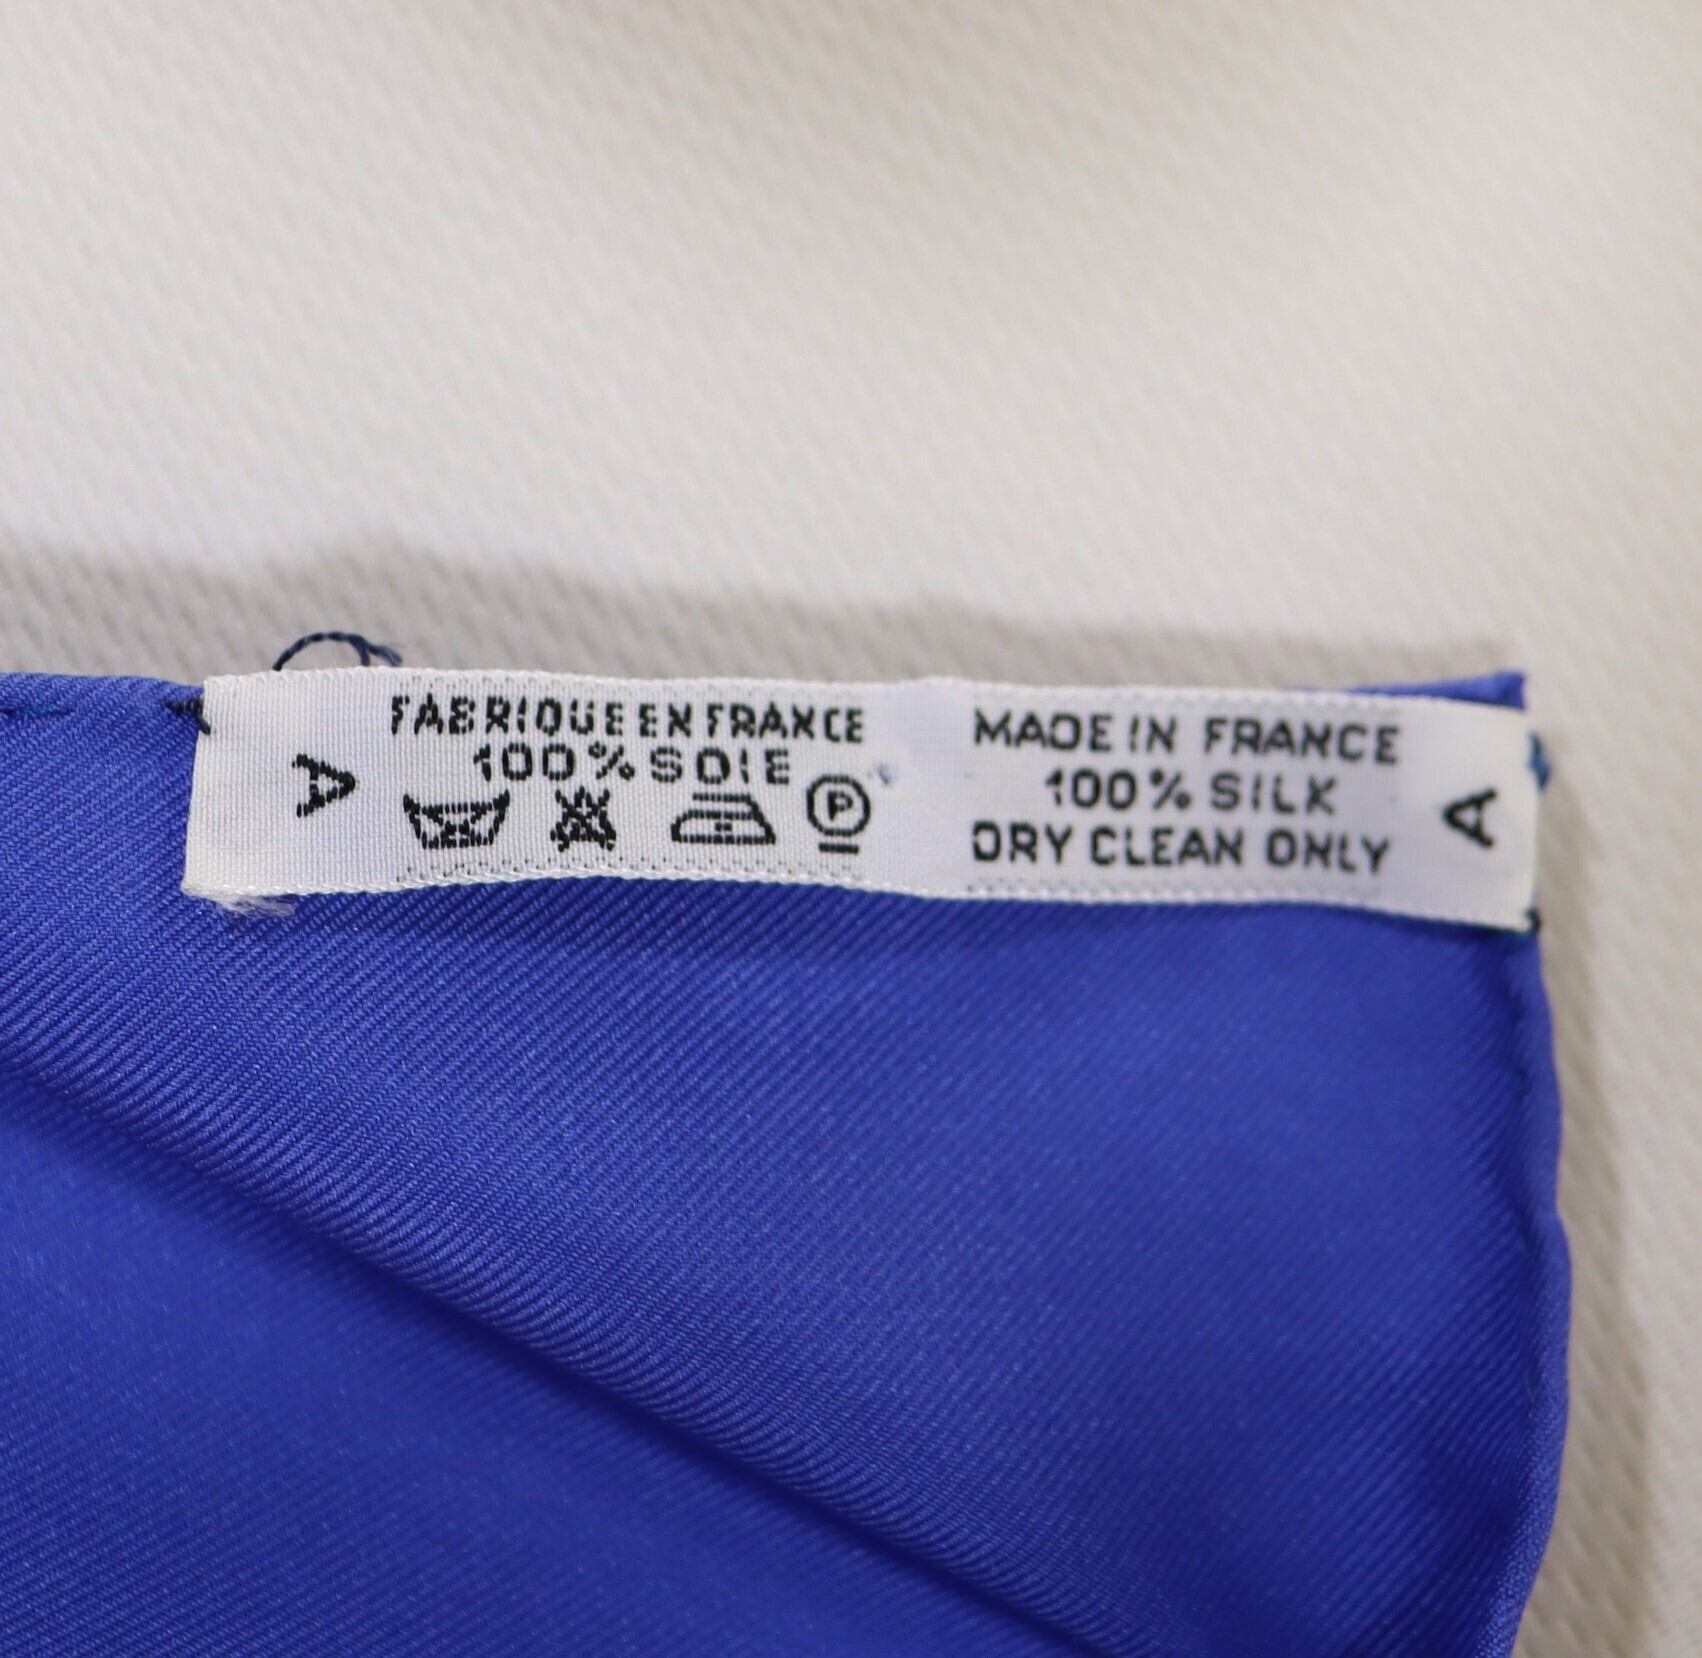 A
FABRIQUE EN FRANCE
100% SOIE
P
MADE IN FRANCE
100% SILK
DRY CLEAN ONLY
A